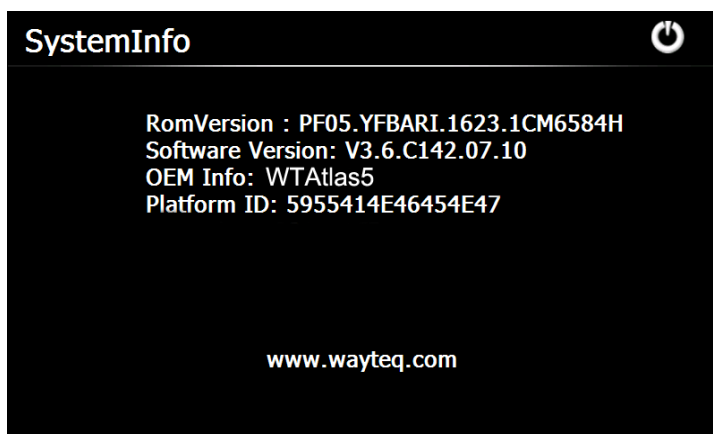 SystemInfo
RomVersion : PF05.YFBARI.1623.1CM6584H
Software Version: V3.6.C142.07.10
OEM Info: WTAtlas5
Platform ID: 5955414E46454E47
www.wayteq.com